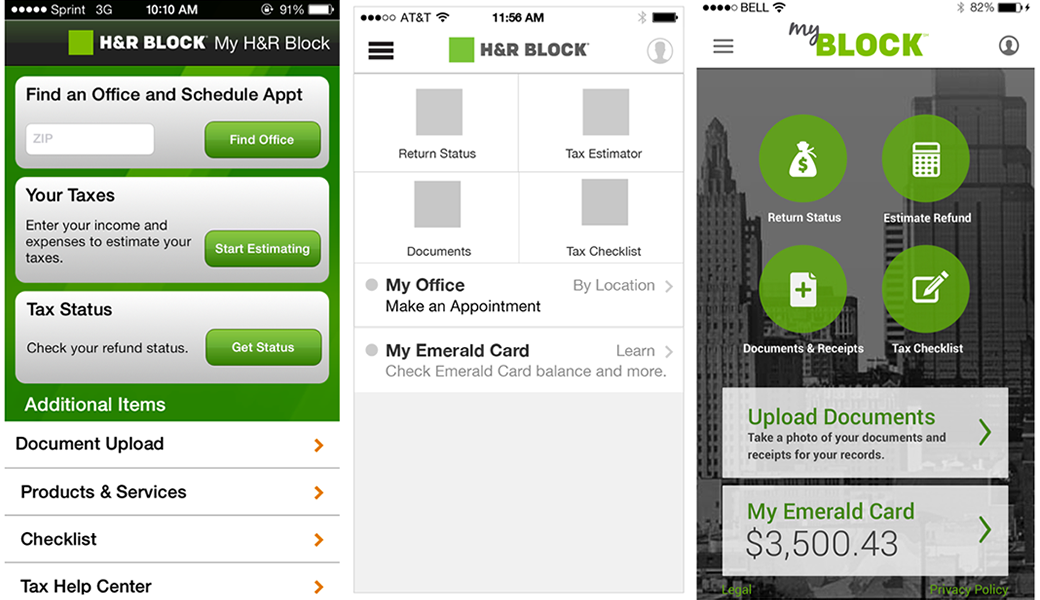 Sprint 3G 10:10 AM 91%
H&R BLOCK My H&R Block
Find an Office and Schedule Appt
ZIP
Find Office
Your Taxes
Enter your income and
expenses to estimate your
taxes.
Start Estimating
Tax Status
Check your refund status.
Get Status
Additional Items
Document Upload
Products & Services
Checklist
Tax Help Center
AT&T 11:56 AM
H&R BLOCK
Return Status
Tax Estimator
Documents
Tax Checklist
My Office
By Location
Make an Appointment
My Emerald Card
Learn
Check Emerald Card balance and more.
BELL 82%
my
BLOCK™
$
Return Status
Estimate Refund
Documents & Receipts
Tax Checklist
Upload Documents
Take a photo of your documents and
receipts for your records.
My Emerald Card
$3,500.43
Legal
Privacy Policy